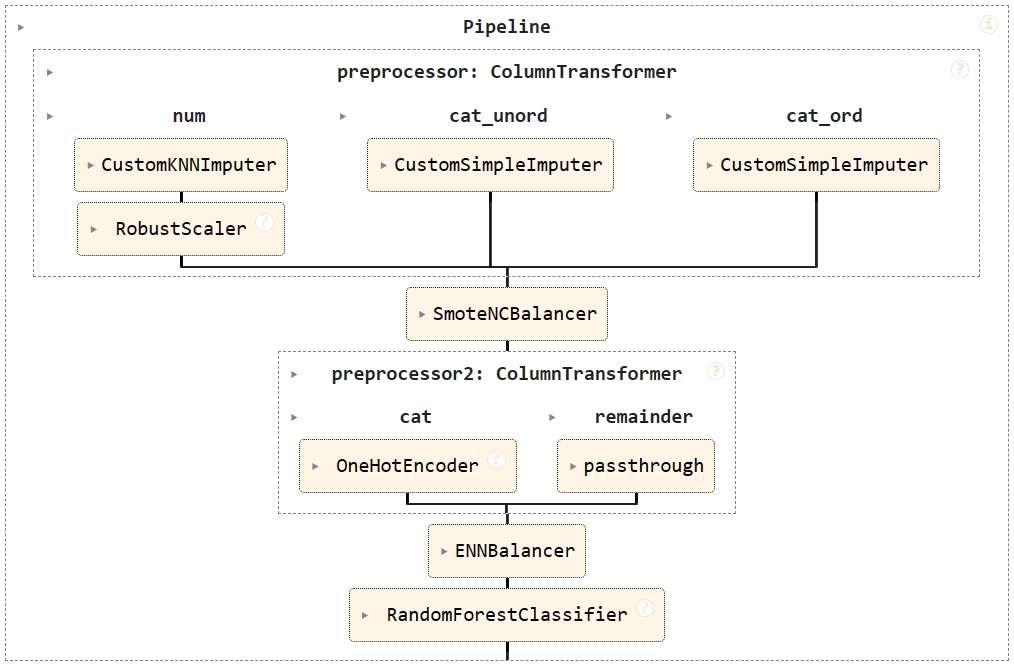 Pipeline
i
preprocessor: ColumnTransformer
?
num cat_unord cat_ord
CustomKNNImputer CustomSimpleImputer CustomSimpleImputer
RobustScaler ?
SmoteNCBalancer
preprocessor2: ColumnTransformer ?
cat remainder
OneHotEncoder ? passthrough
ENNBalancer
RandomForestClassifier ?